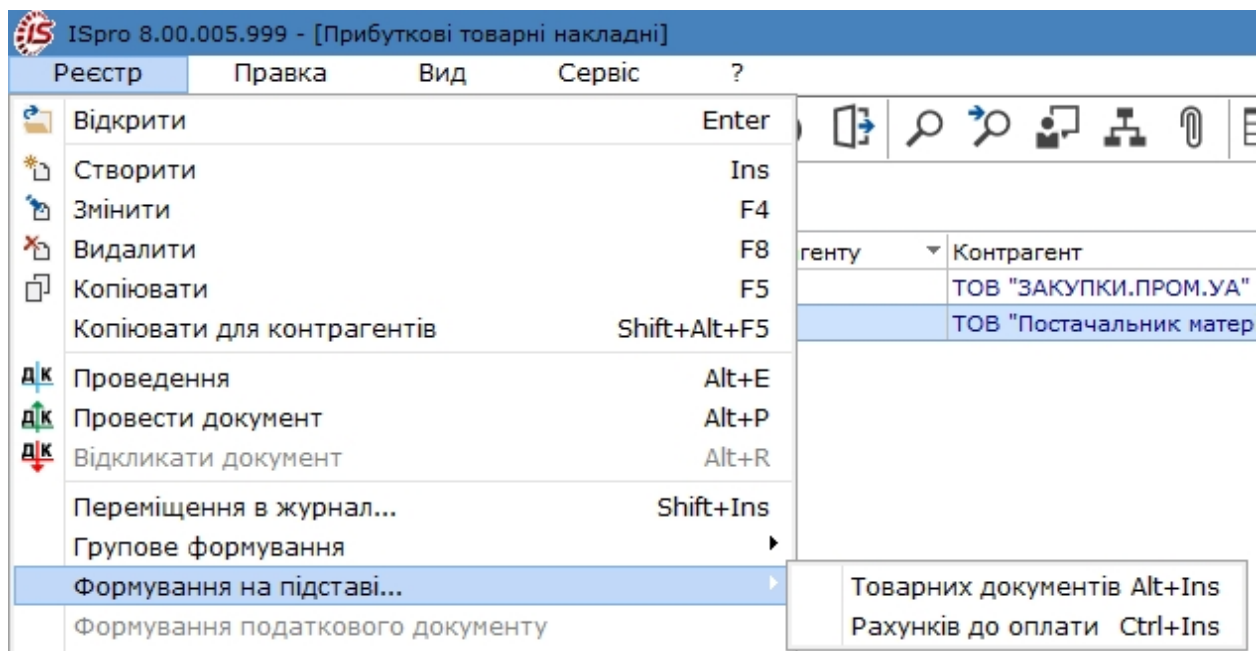 ISpro 8.00.005.999 - [Прибуткові товарні накладні]
Реєстр Правка Вид Сервіс ?
Відкрити Enter
Створити Ins
Змінити F4
Видалити F8
Копіювати F5
Копіювати для контрагентів Shift+Alt+F5
Проведення Alt+E
Провести документ Alt+P
Відкликати документ Alt+R
Переміщення в журнал... Shift+Ins
Групове формування
Формування на підставі...
Формування податкового документу
Товарних документів Alt+Ins
Рахунків до оплати Ctrl+Ins
генту Контрагент
ТОВ "ЗАКУПКИ.ПРОМ.УА"
ТОВ "Постачальник матер